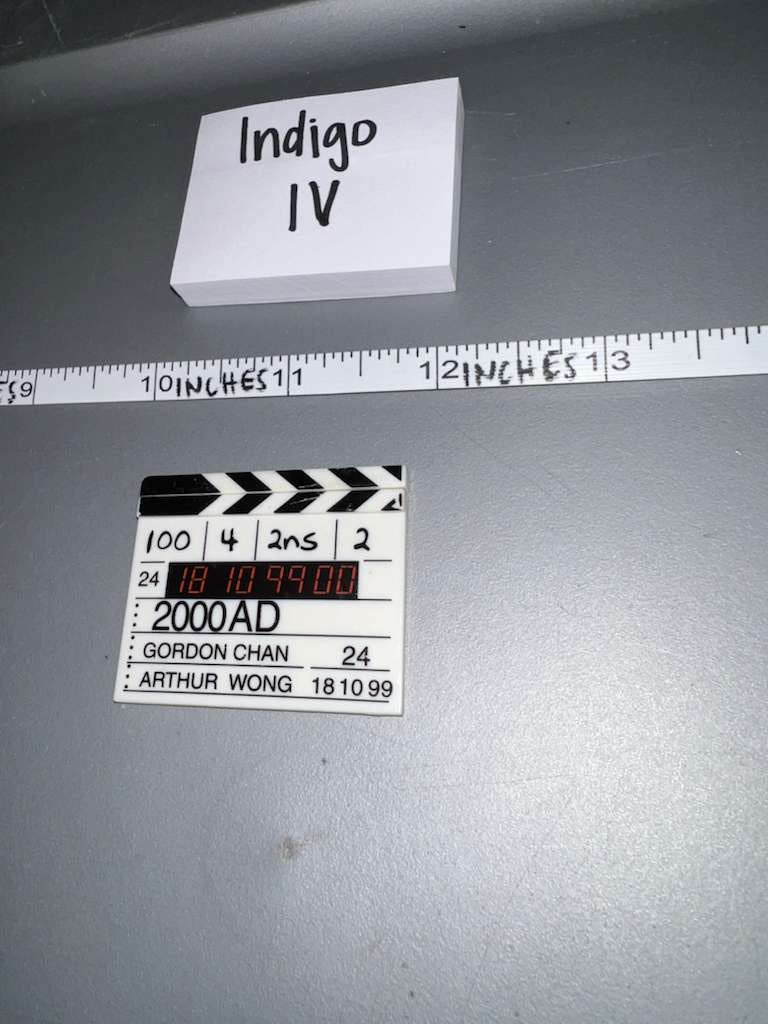 Indigo
IV
ES 9 10 INCHES 11 12 INCHES 13
100 4 2ns 2
24 18 10 99 00
2000AD
GORDON CHAN 24
ARTHUR WONG 18 10 99